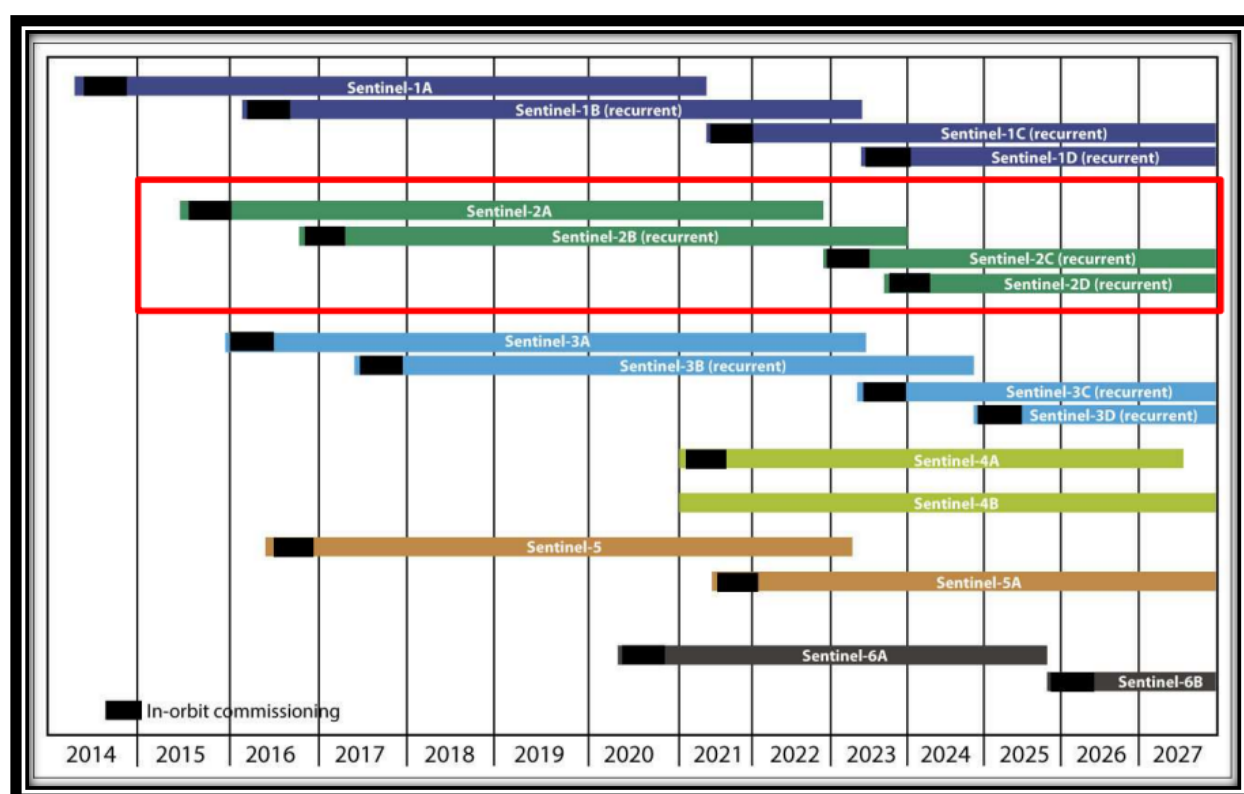 Sentinel-1A
Sentinel-1B (recurrent)
Sentinel-1C (recurrent)
Sentinel-1D (recurrent)
Sentinel-2A
Sentinel-2B (recurrent)
Sentinel-2C (recurrent)
Sentinel-2D (recurrent)
Sentinel-3A
Sentinel-3B (recurrent)
Sentinel-3C (recurrent)
Sentinel-3D (recurrent)
Sentinel-4A
Sentinel-4B
Sentinel-5
Sentinel-5A
Sentinel-6A
Sentinel-6B
In-orbit commissioning
2014 2015 2016 2017 2018 2019 2020 2021 2022 2023 2024 2025 2026 2027